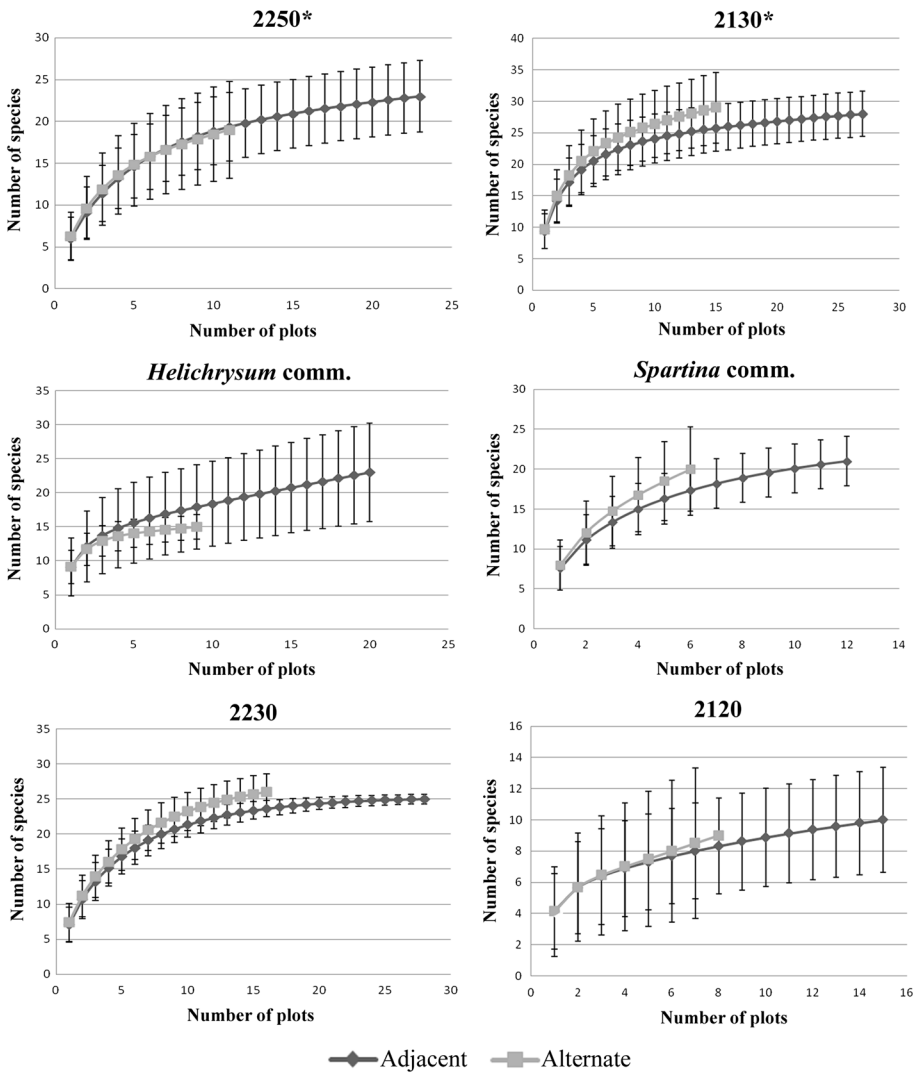 2250*
30
25
20
15
10
5
0
Number of species
0 5 10 15 20 25
Number of plots
2130*
40
35
30
25
20
15
10
5
0
Number of species
0 5 10 15 20 25 30
Number of plots
Helichrysum comm.
35
30
25
20
15
10
5
0
Number of species
0 5 10 15 20 25
Number of plots
Spartina comm.
30
25
20
15
10
5
0
Number of species
0 2 4 6 8 10 12 14
Number of plots
2230
35
30
25
20
15
10
5
0
Number of species
0 5 10 15 20 25 30
Number of plots
2120
16
14
12
10
8
6
4
2
0
Number of species
0 2 4 6 8 10 12 14 16
Number of plots
Adjacent Alternate